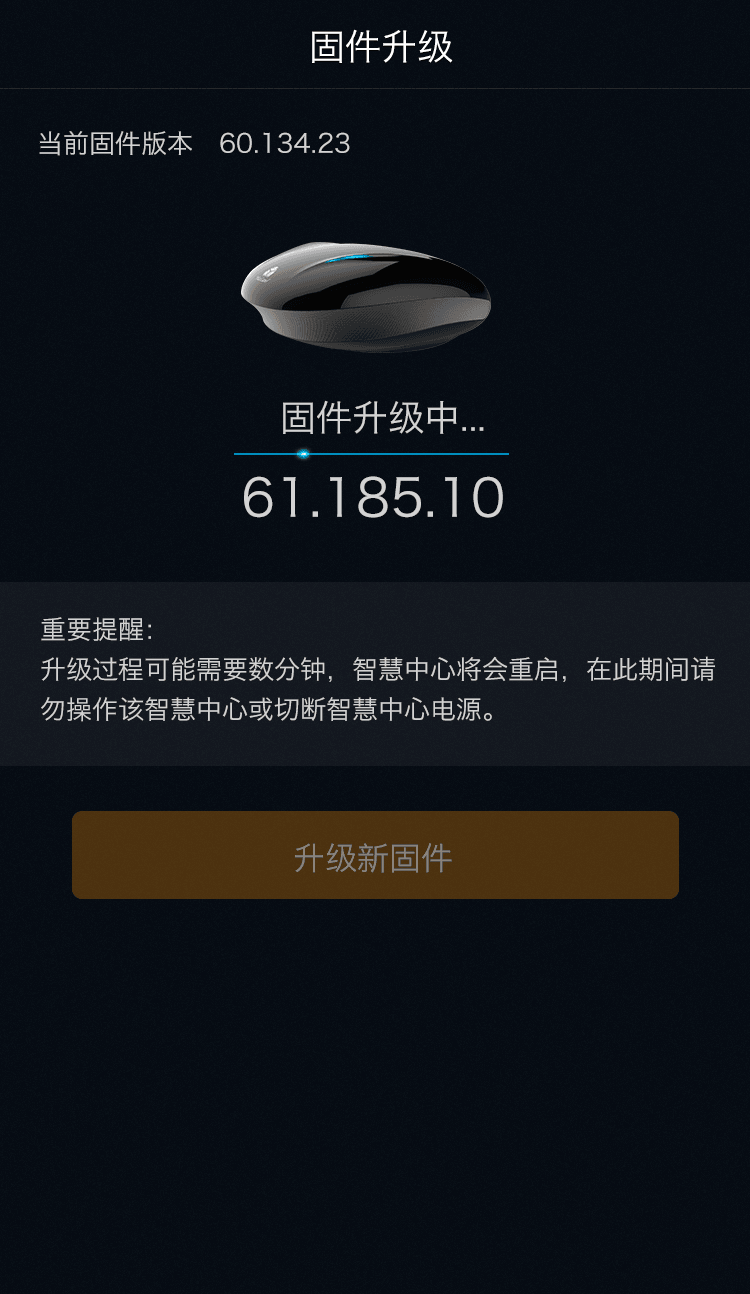 固件升级
当前固件版本 60.134.23
固件升级中...
61.185.10
重要提醒：
升级过程可能需要数分钟，智慧中心将会重启，在此期间请
勿操作该智慧中心或切断智慧中心电源。
升级新固件